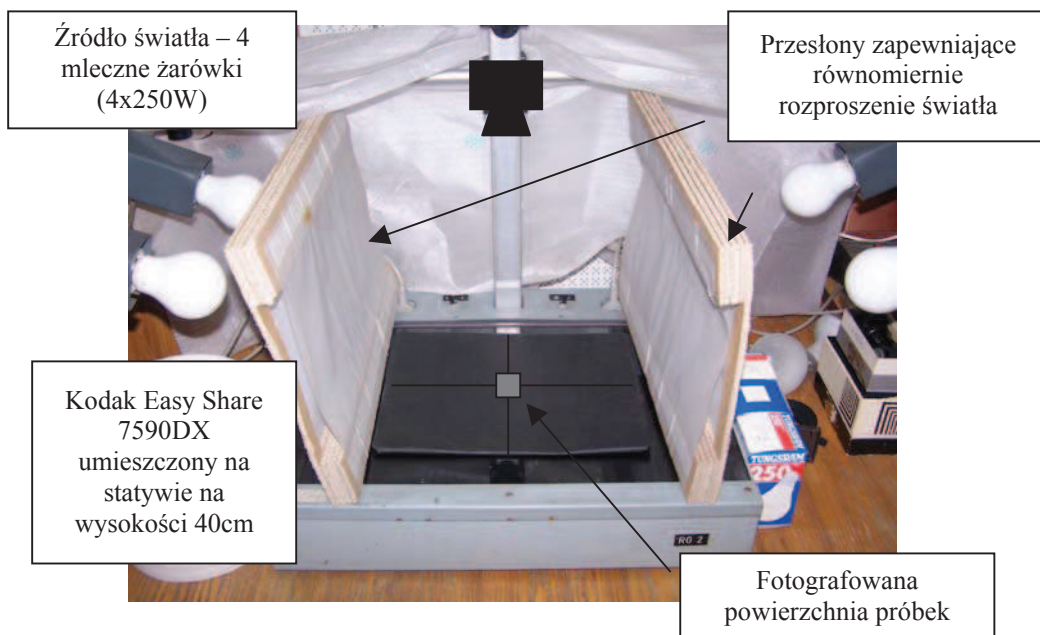 Źródło światła – 4
mleczne żarówki
(4x250W)
Przesłony zapewniające
równomiernie
rozproszenie światła
Kodak Easy Share
7590DX
umieszczony na
statywie na
wysokości 40cm
RG 2
TUNGSRAM
250
Fotografowana
powierzchnia próbek